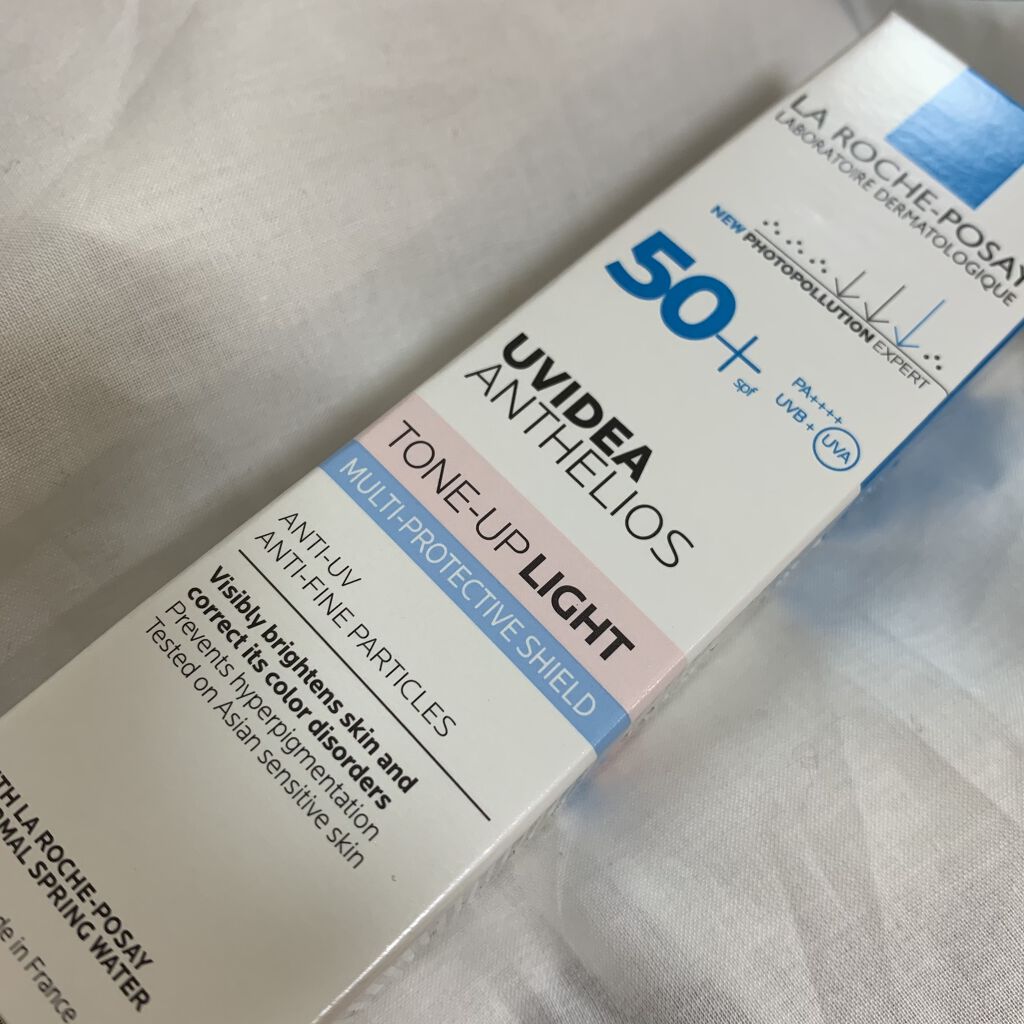 LA ROCHE-POSAY
LABORATOIRE DERMATOLOGIQUE
NEW PHOTOPOLLUTION EXPERT
50+
spf
PA++++
UVB + UVA
UVIDEA
ANTHELIOS
TONE-UP LIGHT
MULTI-PROTECTIVE SHIELD
ANTI-UV
ANTI-FINE PARTICLES
Visibly brightens skin and
correct its color disorders
Prevents hyperpigmentation
Tested on Asian sensitive skin
LA ROCHE-POSAY
SPRING WATER
in France